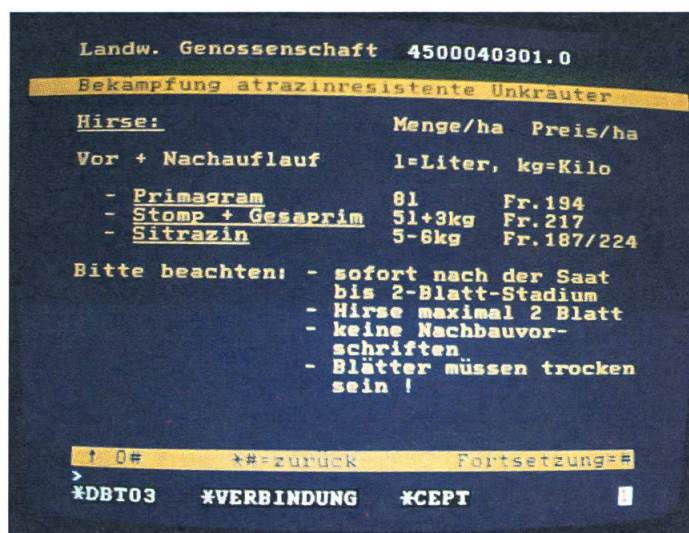 Landw. Genossenschaft 4500040301.0
Bekämpfung atrazinresistente Unkräuter
Hirse: Menge/ha Preis/ha
Vor + Nachauflauf l=Liter, kg=Kilo
- Primagram 8l Fr.194
- Stomp + Gesaprim 5l+3kg Fr.217
- Sitrazin 5-6kg Fr.187/224
Bitte beachten: - sofort nach der Saat
bis 2-Blatt-Stadium
- Hirse maximal 2 Blatt
- keine Nachbauvor-
schriften
- Blätter müssen trocken
sein !
↑ 0# *#=zurück Fortsetzung=#
>
*DBT03 *VERBINDUNG *CEPT